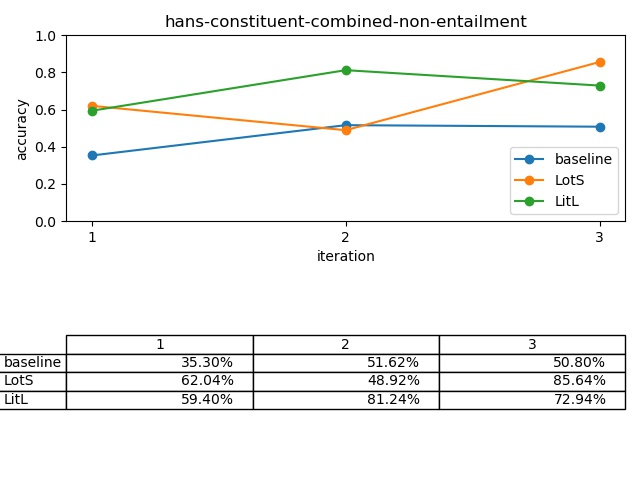 hans-constituent-combined-non-entailment
1.0
0.8
0.6
0.4
0.2
0.0
accuracy
baseline
LotS
LitL
1 2 3
iteration
1 2 3
baseline 35.30% 51.62% 50.80%
LotS 62.04% 48.92% 85.64%
LitL 59.40% 81.24% 72.94%